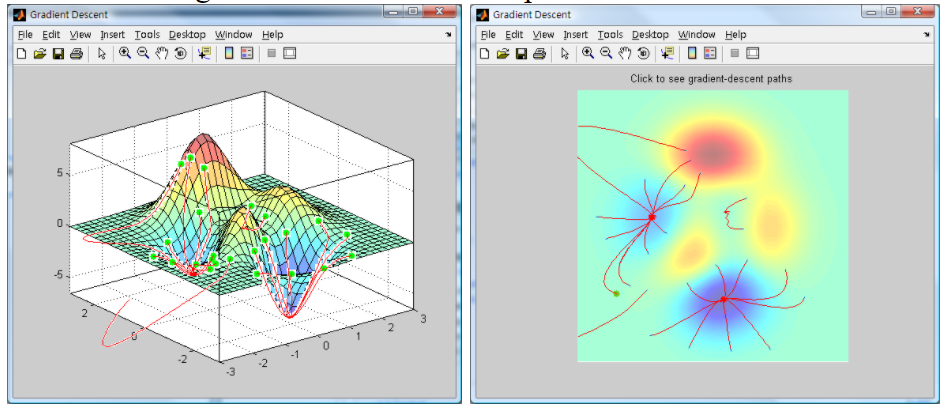 Gradient Descent
File Edit View Insert Tools Desktop Window Help
5
0
-5
2
0
-2
-3
-2
-1
0
1
2
3
Gradient Descent
File Edit View Insert Tools Desktop Window Help
Click to see gradient-descent paths